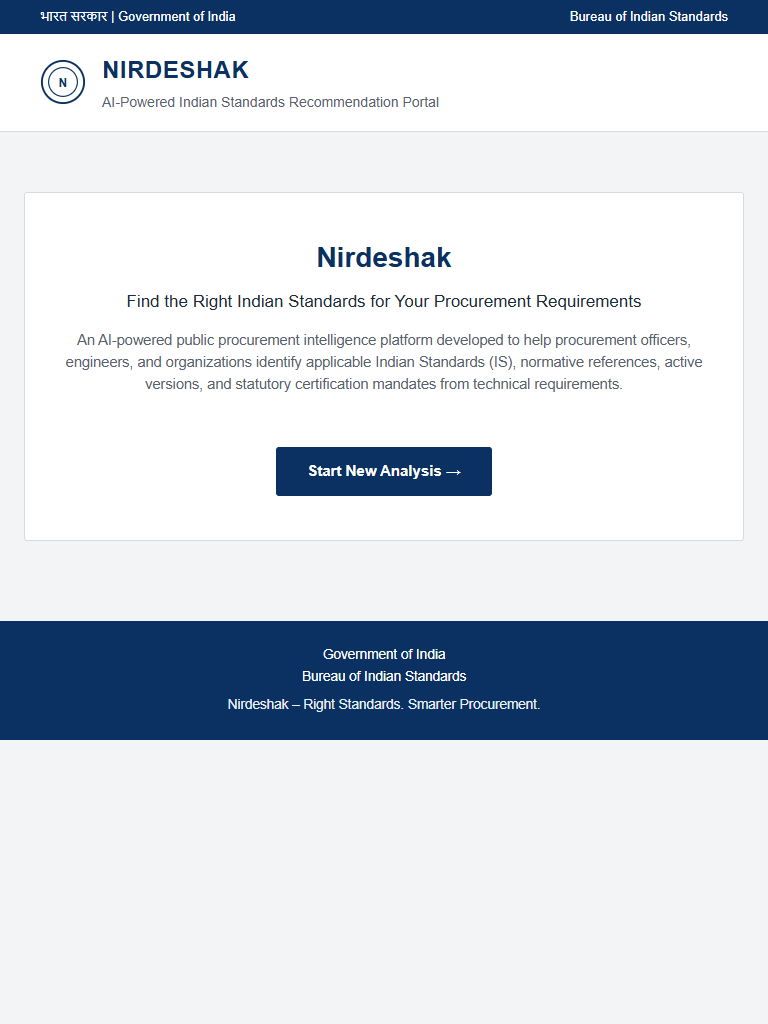 भारत सरकार | Government of India
Bureau of Indian Standards
N
NIRDESHAK
AI-Powered Indian Standards Recommendation Portal
Nirdeshak
Find the Right Indian Standards for Your Procurement Requirements
An AI-powered public procurement intelligence platform developed to help procurement officers,
engineers, and organizations identify applicable Indian Standards (IS), normative references, active
versions, and statutory certification mandates from technical requirements.
Start New Analysis →
Government of India
Bureau of Indian Standards
Nirdeshak – Right Standards. Smarter Procurement.